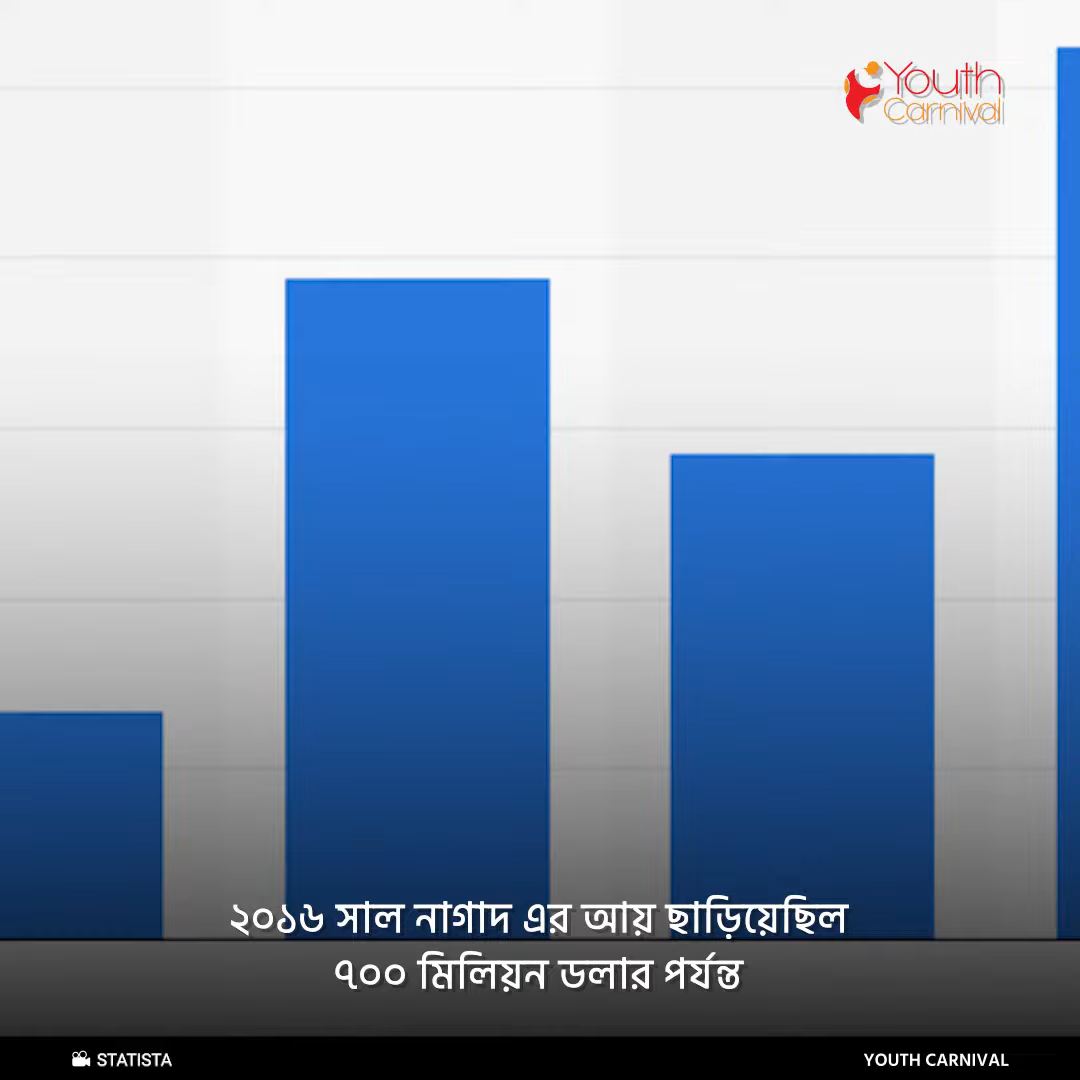 Youth
Carnival
২০১৬ সাল নাগাদ এর আয় ছাড়িয়েছিল
৭০০ মিলিয়ন ডলার পর্যন্ত
STATISTA
YOUTH CARNIVAL